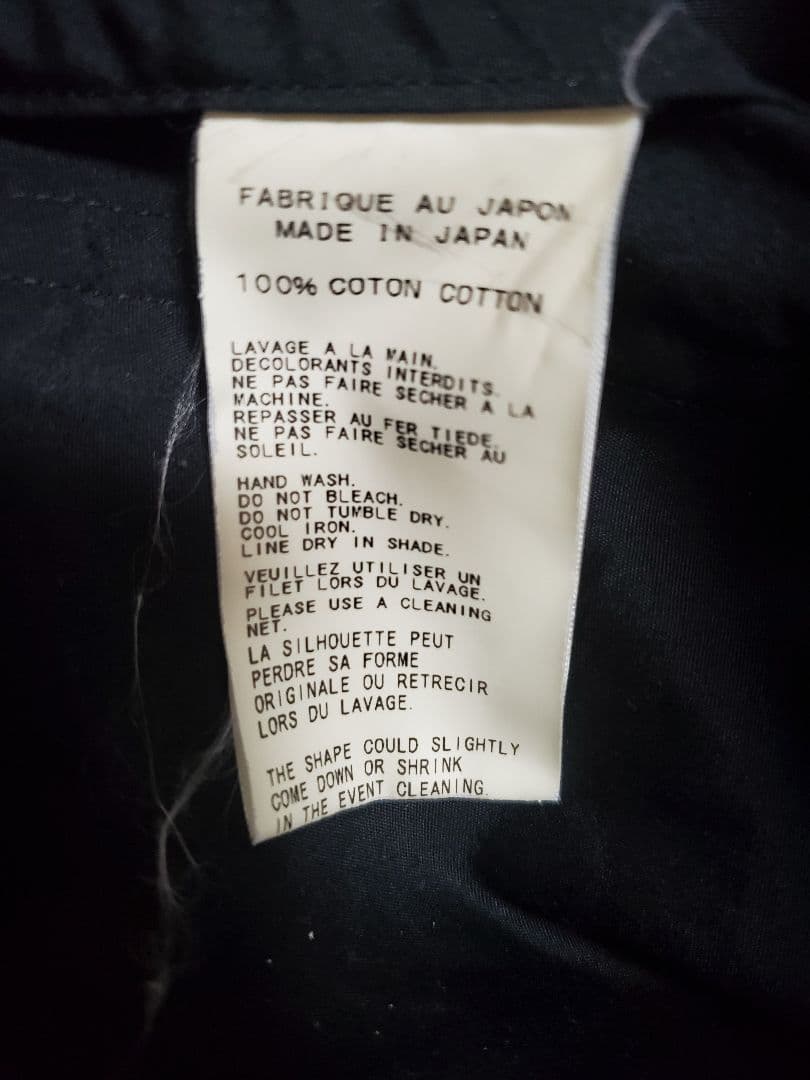 FABRIQUE AU JAPON
MADE IN JAPAN
100% COTON COTTON
LAVAGE A LA MAIN.
DECOLORANTS INTERDITS.
NE PAS FAIRE SECHER A LA
MACHINE.
REPASSER AU FER TIEDE.
NE PAS FAIRE SECHER AU
SOLEIL.
HAND WASH.
DO NOT BLEACH.
DO NOT TUMBLE DRY.
COOL IRON.
LINE DRY IN SHADE.
VEUILLEZ UTILISER UN
FILET LORS DU LAVAGE.
PLEASE USE A CLEANING
NET.
LA SILHOUETTE PEUT
PERDRE SA FORME
ORIGINALE OU RETRECIR
LORS DU LAVAGE.
THE SHAPE COULD SLIGHTLY
COME DOWN OR SHRINK
IN THE EVENT CLEANING.